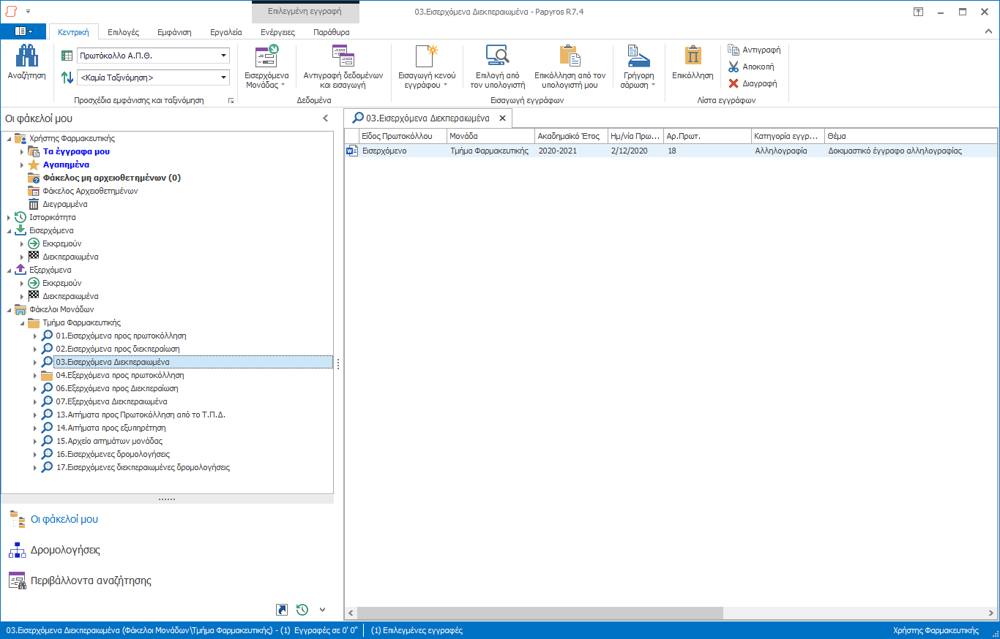 Επιλεγμένη εγγραφή
03.Εισερχόμενα Διεκπεραιωμένα - Papyros R7.4
Κεντρική Επιλογές Εμφάνιση Εργαλεία Ενέργειες Παράθυρα
Αναζήτηση
Πρωτόκολλο Α.Π.Θ.
<Καμία Ταξινόμηση>
Προσχέδια εμφάνισης και ταξινόμηση
Εισερχόμενα
Μονάδας
Αντιγραφή δεδομένων
και εισαγωγή
Δεδομένα
Εισαγωγή κενού
εγγράφου
Επιλογή από
τον υπολογιστή
Επικόλληση από τον
υπολογιστή μου
Γρήγορη
σάρωση
Εισαγωγή εγγράφων
Επικόλληση
Αντιγραφή
Αποκοπή
Διαγραφή
Λίστα εγγράφων
Οι φάκελοί μου
Χρήστης Φαρμακευτικής
Τα έγγραφα μου
Αγαπημένα
Φάκελος μη αρχειοθετημένων (0)
Φάκελος Αρχειοθετημένων
Διεγραμμένα
Ιστορικότητα
Εισερχόμενα
Εκκρεμούν
Διεκπεραιωμένα
Εξερχόμενα
Εκκρεμούν
Διεκπεραιωμένα
Φάκελοι Μονάδων
Τμήμα Φαρμακευτικής
01.Εισερχόμενα προς πρωτοκόλληση
02.Εισερχόμενα προς διεκπεραίωση
03.Εισερχόμενα Διεκπεραιωμένα
04.Εξερχόμενα προς πρωτοκόλληση
06.Εξερχόμενα προς Διεκπεραίωση
07.Εξερχόμενα Διεκπεραιωμένα
13.Αιτήματα προς Πρωτοκόλληση από το Τ.Π.Δ.
14.Αιτήματα προς εξυπηρέτηση
15.Αρχείο αιτημάτων μονάδας
16.Εισερχόμενες δρομολογήσεις
17.Εισερχόμενες διεκπεραιωμένες δρομολογήσεις
Οι φάκελοί μου
Δρομολογήσεις
Περιβάλλοντα αναζήτησης
03.Εισερχόμενα Διεκπεραιωμένα
Είδος Πρωτοκόλλου Μονάδα Ακαδημαϊκό Έτος Ημ/νία Πρω... Αρ.Πρωτ. Κατηγορία εγγρ... Θέμα
Εισερχόμενο Τμήμα Φαρμακευτικής 2020-2021 2/12/2020 18 Αλληλογραφία Δοκιμαστικό έγγραφο αλληλογραφίας
03.Εισερχόμενα Διεκπεραιωμένα (Φάκελοι Μονάδων\Τμήμα Φαρμακευτικής) - (1) Εγγραφές σε 0' 0" (1) Επιλεγμένες εγγραφές Χρήστης Φαρμακευτικής